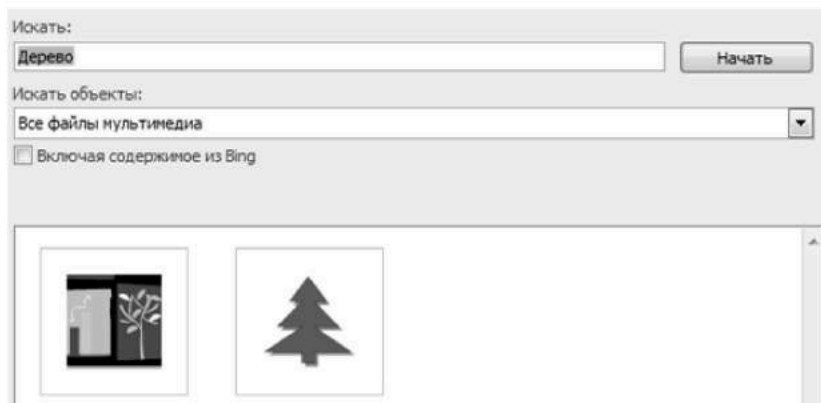 Искать:
Дерево
Начать
Искать объекты:
Все файлы мультимедиа
Включая содержимое из Bing